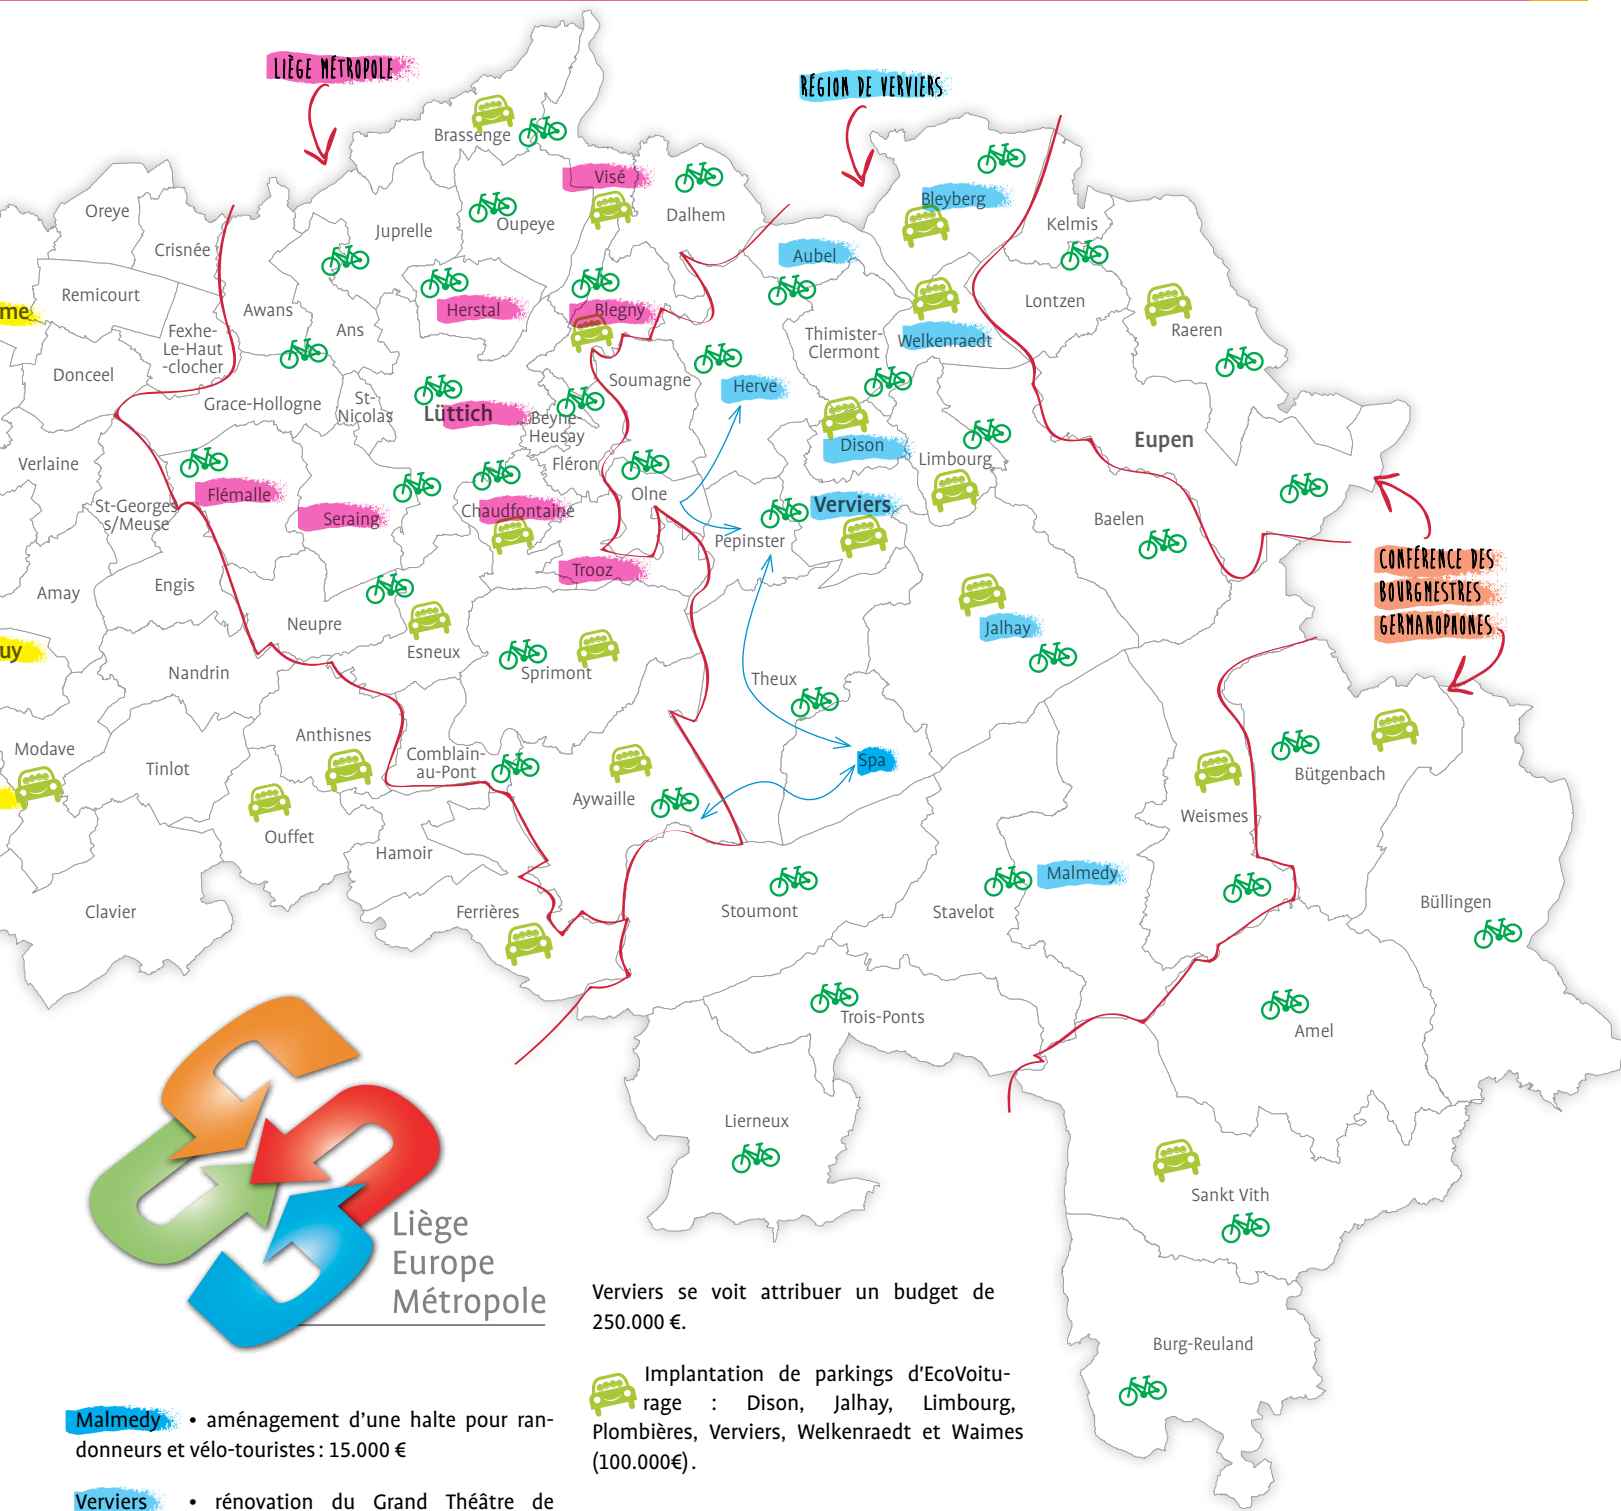 LIÈGE MÉTROPOLE
RÉGION DE VERVIERS
Brassenge
Visé
Oreye
Dalhem
Bleyberg
Crisnée
Juprelle
Oupeye
Kelmis
Aubel
Remicourt
Lontzen
me
Awans
Herstal
Blegny
Ans
Raeren
Fexhe-
Le-Haut
-clocher
Thimister-
Clermont
Welkenraedt
Donceel
Soumagne
Herve
Grace-Hollogne
St-
Nicolas
Lüttich
Beyne-
Heusay
Eupen
Dison
Limbourg
Verlaine
Fléron
Flémalle
Olne
St-Georges
s/Meuse
Seraing
Chaudfontaine
Verviers
Baelen
Pepinster
CONFÉRENCE DES
BOURGMESTRES
GERMANOPHONES
Trooz
Amay
Engis
Neupre
Jalhay
uy
Esneux
Nandrin
Sprimont
Theux
Anthisnes
Modave
Comblain-
au-Pont
Spa
Tinlot
Bütgenbach
Aywaille
Weismes
Ouffet
Hamoir
Malmedy
Büllingen
Clavier
Ferrières
Stoumont
Stavelot
Trois-Ponts
Amel
Lierneux
Sankt Vith
Burg-Reuland
Liège
Europe
Métropole
Malmedy • aménagement d'une halte pour ran-
donneurs et vélo-touristes : 15.000 €
Verviers • rénovation du Grand Théâtre de
Verviers se voit attribuer un budget de
250.000 €.
Implantation de parkings d'EcoVoitu-
rage : Dison, Jalhay, Limbourg,
Plombières, Verviers, Welkenraedt et Waimes
(100.000€).